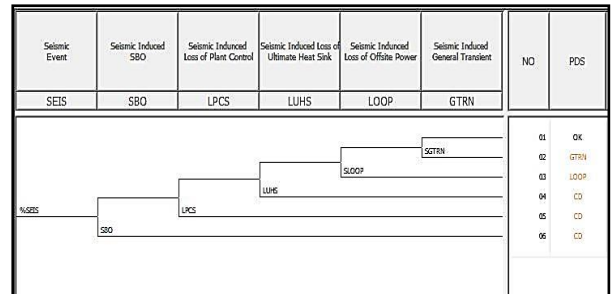 Seismic Event
Seismic Induced SBO
Seismic Indunced Loss of Plant Control
Seismic Induced Loss of Ultimate Heat Sink
Seismic Indunced Loss of Offsite Power
Seismic Induced General Transient
NO
PDS
SEIS
SBO
LPCS
LUHS
LOOP
GTRN
01 OK
SGTRN
02 GTRN
SLOOP
03 LOOP
LUHS
04 CD
%SEIS
LPCS
05 CD
SBO
06 CD